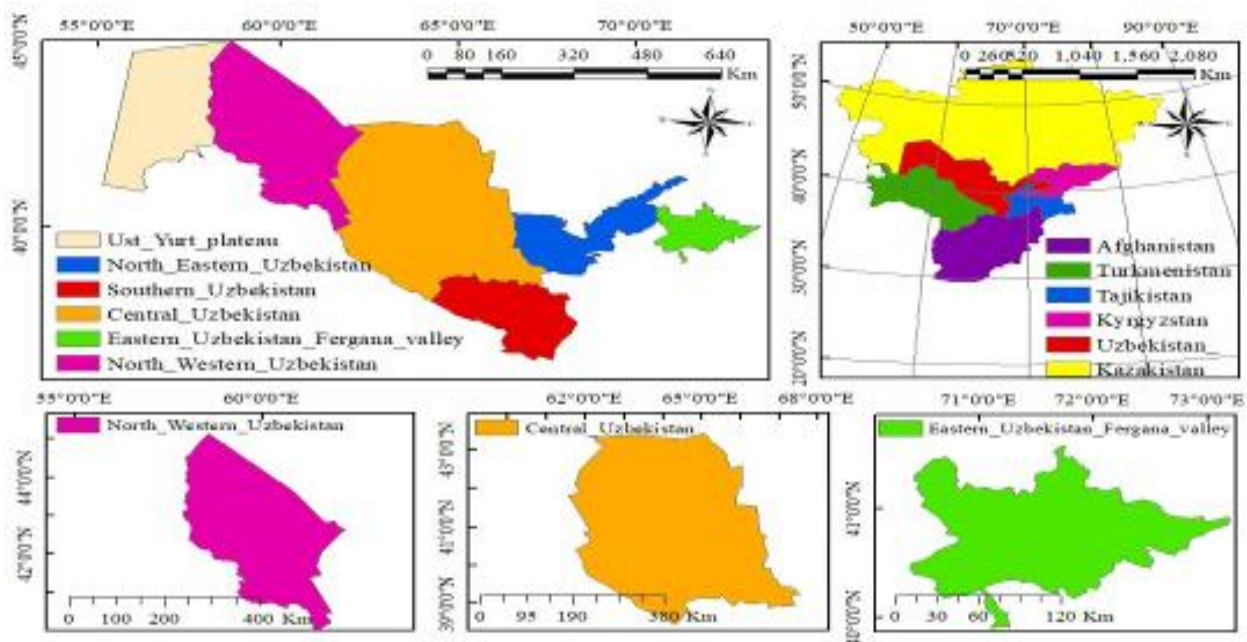 55°0'0"E 60°0'0"E 65°0'0"E 70°0'0"E
45°0'0"N
40°0'0"N
0 80 160 320 480 640
Km
Ust_Yurt_plateau
North_Eastern_Uzbekistan
Southern_Uzbekistan
Central_Uzbekistan
Eastern_Uzbekistan_Fergana_valley
North_Western_Uzbekistan
50°0'0"E 70°0'0"E 90°0'0"E
0 260 520 1,040 1,560 2,080
Km
50°0'0"N
40°0'0"N
30°0'0"N
20°0'0"N
Afghanistan
Turkmenistan
Tajikistan
Kyrgyzstan
Uzbekistan
Kazakistan
55°0'0"E 60°0'0"E
North_Western_Uzbekistan
44°0'0"N
42°0'0"N
0 100 200 400 Km
62°0'0"E 65°0'0"E 68°0'0"E
Central_Uzbekistan
43°0'0"N
41°0'0"N
39°0'0"N
0 95 190 380 Km
71°0'0"E 72°0'0"E 73°0'0"E
Eastern_Uzbekistan_Fergana_valley
41°0'0"N
40°0'0"N
0 30 60 120 Km